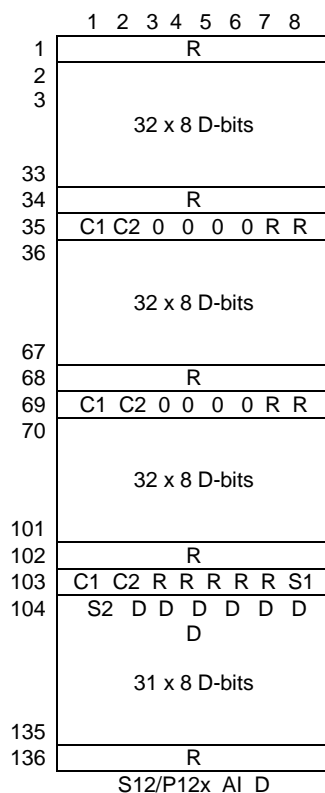 1 2 3 4 5 6 7 8
1 R
2
3
32 x 8 D-bits
33
34 R
35 C1 C2 0 0 0 0 R R
36
32 x 8 D-bits
67
68 R
69 C1 C2 0 0 0 0 R R
70
32 x 8 D-bits
101
102 R
103 C1 C2 R R R R R S1
104 S2 D D D D D D
D
31 x 8 D-bits
135
136 R
S12/P12x AI D